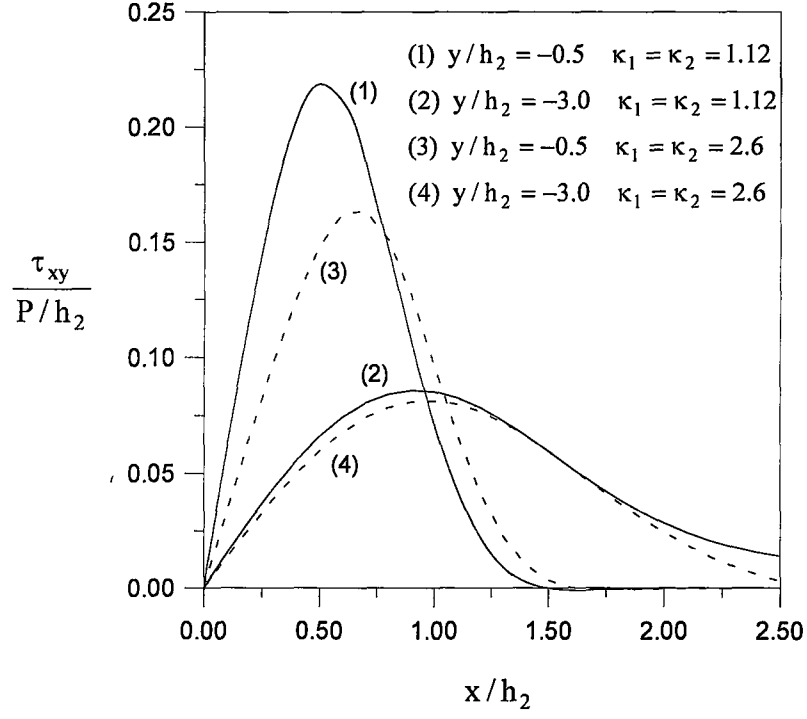 0.25
0.20
0.15
0.10
0.05
0.00
τxy
P/h2
(1) y/h2 = −0.5 κ1 = κ2 = 1.12
(2) y/h2 = −3.0 κ1 = κ2 = 1.12
(3) y/h2 = −0.5 κ1 = κ2 = 2.6
(4) y/h2 = −3.0 κ1 = κ2 = 2.6
(1)
(3)
(2)
(4)
0.00 0.50 1.00 1.50 2.00 2.50
x/h2